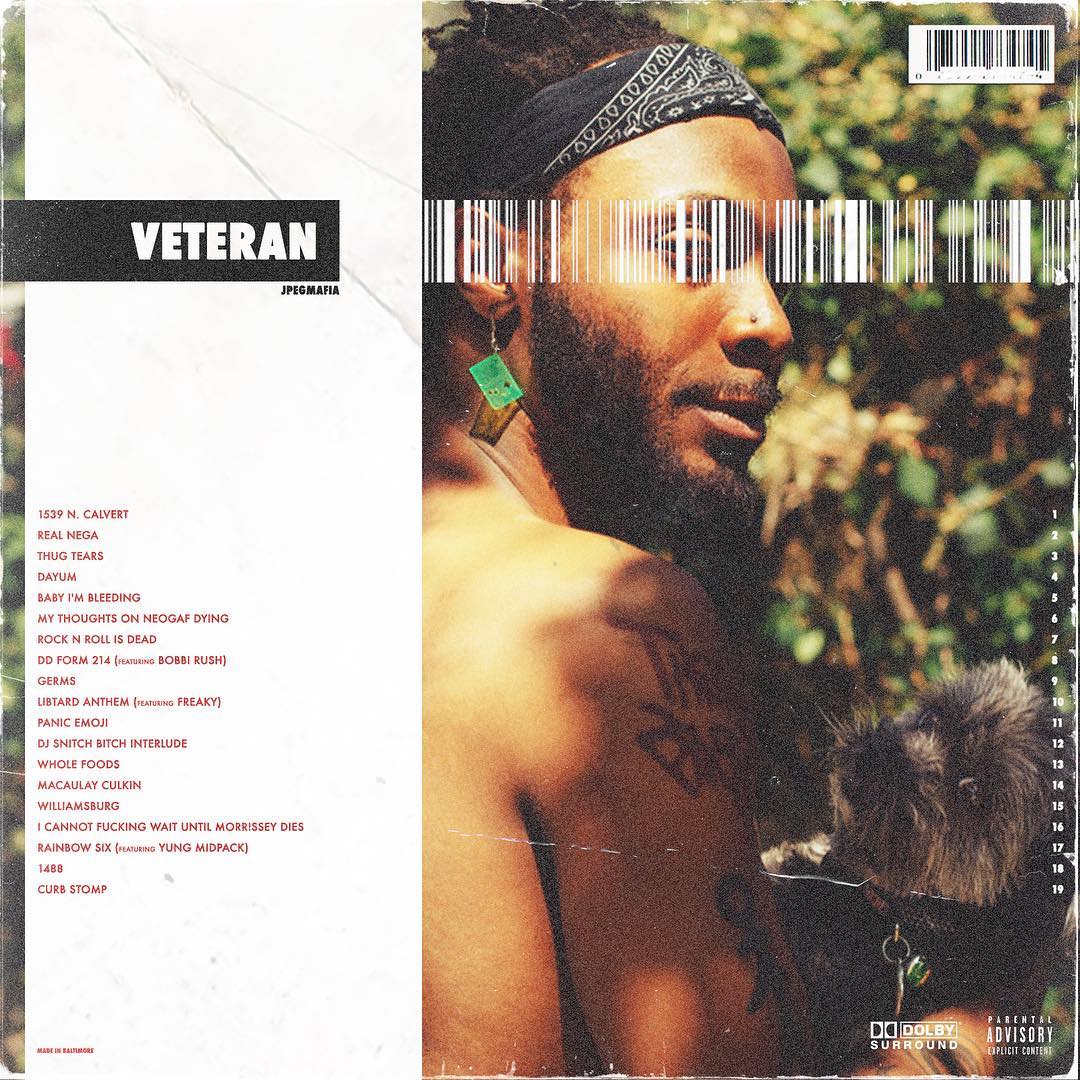 VETERAN
JPEGMAFIA
1539 N. CALVERT
REAL NEGA
THUG TEARS
DAYUM
BABY I'M BLEEDING
MY THOUGHTS ON NEOGAF DYING
ROCK N ROLL IS DEAD
DD FORM 214 (FEATURING BOBBI RUSH)
GERMS
LIBTARD ANTHEM (FEATURING FREAKY)
PANIC EMOJI
DJ SNITCH BITCH INTERLUDE
WHOLE FOODS
MACAULAY CULKIN
WILLIAMSBURG
I CANNOT FUCKING WAIT UNTIL MORR!SSEY DIES
RAINBOW SIX (FEATURING YUNG MIDPACK)
1488
CURB STOMP
1
2
3
4
5
6
7
8
9
10
11
12
13
14
15
16
17
18
19
MADE IN BALTIMORE
DOLBY
SURROUND
PARENTAL
ADVISORY
EXPLICIT CONTENT